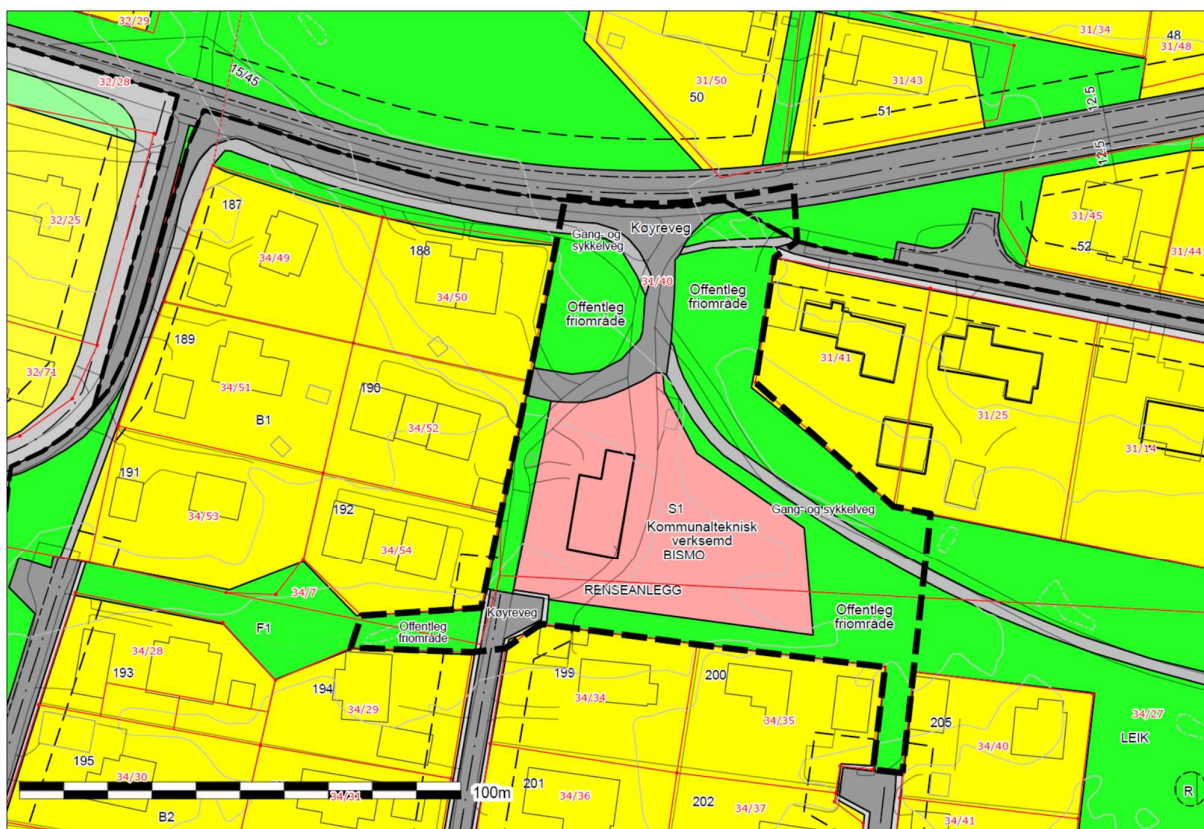 32/29
31/34
48
31/48
32/28
15/45
31/50
31/43
50
51
12.5
12.5
187
32/25
31/45
188
Gang- og
sykkelveg
Køyreveg
34/49
52
31/44
31/40
34/50
Offentleg
friområde
Offentleg
friområde
189
31/41
32/71
34/51
190
31/25
B1
34/52
31/14
191
192
S1
Gang- og sykkelveg
34/53
Kommunalteknisk
verksemd
BISMO
34/54
34/7
RENSEANLEGG
Køyreveg
Offentleg
friområde
F1
Offentleg
friområde
34/28
193
199
200
194
34/29
34/34
34/35
205
34/27
LEIK
34/40
195
34/30
34/31
100m
201
34/36
202
34/37
34/41
R
B2